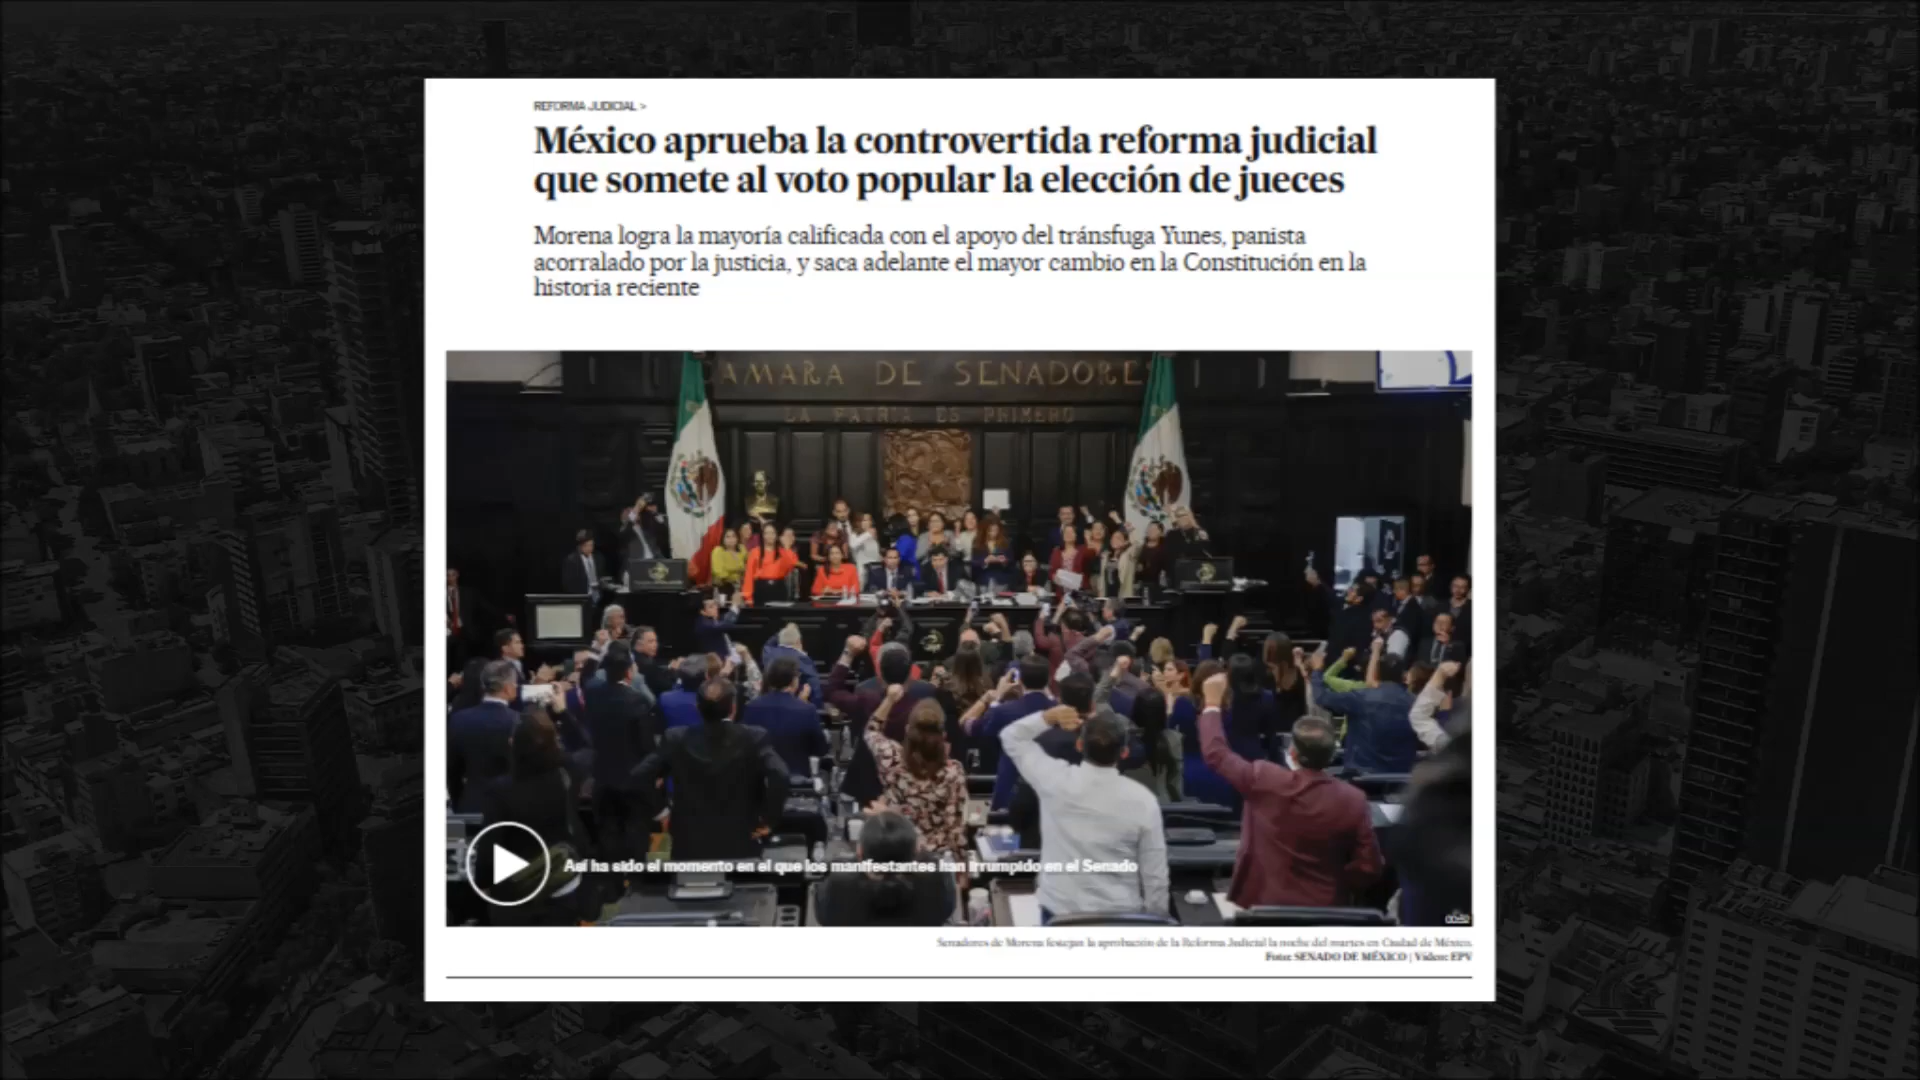 REFORMA JUDICIAL >
México aprueba la controvertida reforma judicial
que somete al voto popular la elección de jueces
Morena logra la mayoría calificada con el apoyo del tránsfuga Yunes, panista
acorralado por la justicia, y saca adelante el mayor cambio en la Constitución en la
historia reciente
CAMARA DE SENADORES
LA PATRIA ES PRIMERO
Así ha sido el momento en el que los manifestantes han irrumpido en el Senado
00:52
Senadores de Morena festejan la aprobación de la Reforma Judicial la noche del martes en Ciudad de México.
Foto: SENADO DE MÉXICO | Vídeo: EPV